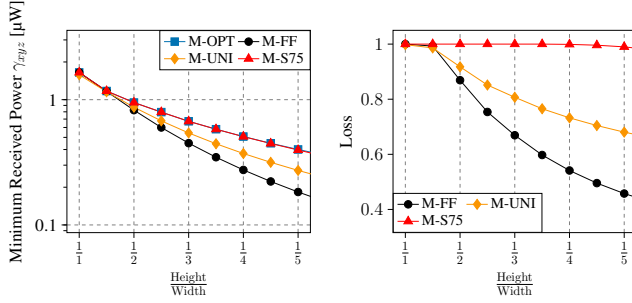 Minimum Received Power γxyz [μW]
M-OPT
M-FF
M-UNI
M-S75
1
0.1
1/1
1/2
1/3
1/4
1/5
Height/Width
Loss
1
0.8
0.6
0.4
M-FF
M-UNI
M-S75
1/1
1/2
1/3
1/4
1/5
Height/Width